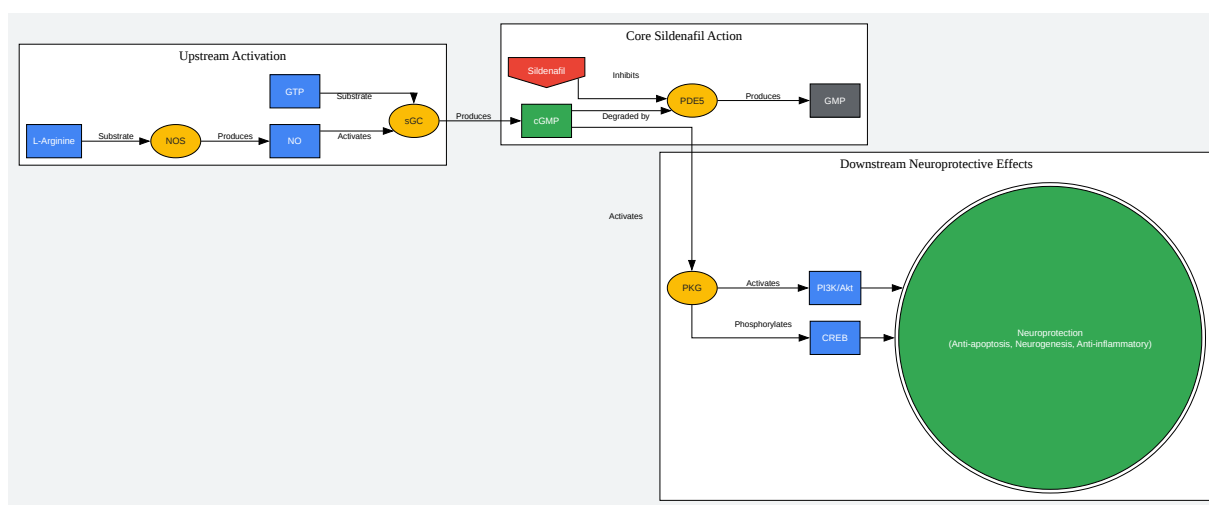 Upstream Activation
GTP
Substrate
L-Arginine
Substrate
NOS
Produces
NO
Activates
sGC
Produces
Core Sildenafil Action
Sildenafil
Inhibits
cGMP
Degraded by
PDE5
Produces
GMP
Activates
Downstream Neuroprotective Effects
PKG
Activates
PI3K/Akt
Phosphorylates
CREB
Neuroprotection
(Anti-apoptosis, Neurogenesis, Anti-inflammatory)